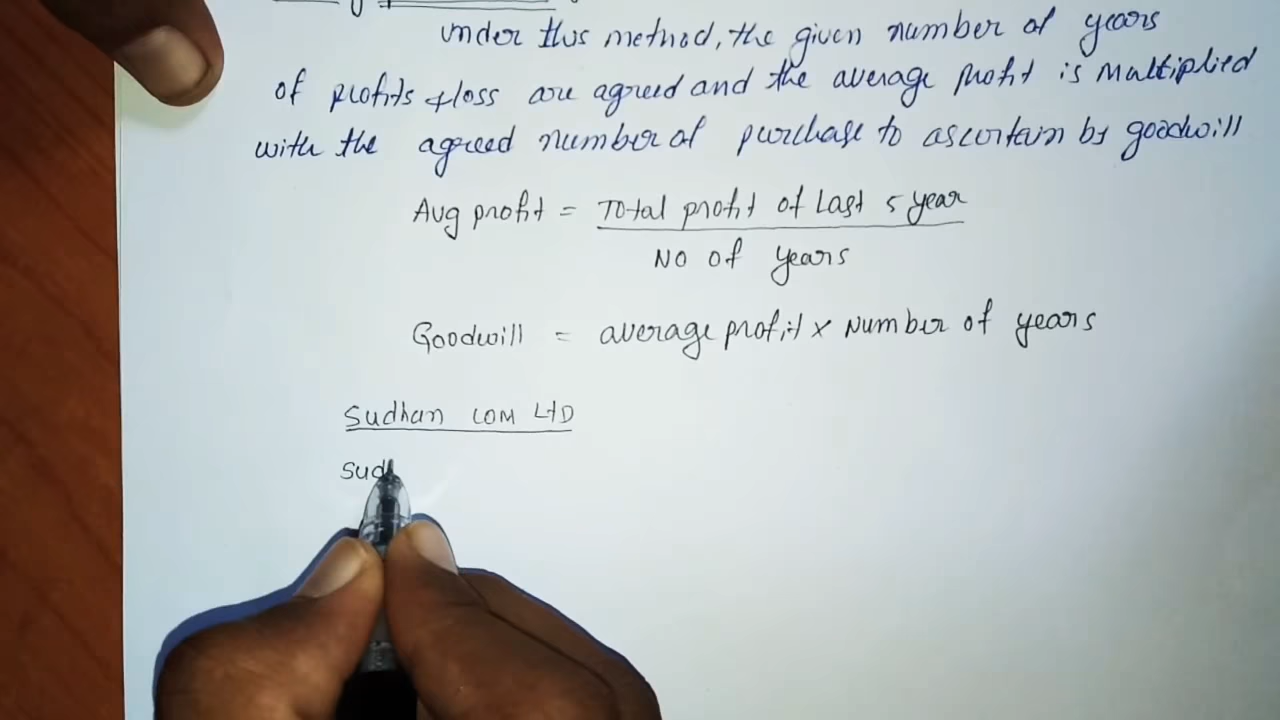 under this method, the given number of years
of profits & loss are agreed and the average profit is multiplied
with the agreed number of purchase to ascertain by goodwill
Avg profit = Total profit of Last 5 year
No of years
Goodwill = average profit × Number of years
Sudhan COM LTD
Sud